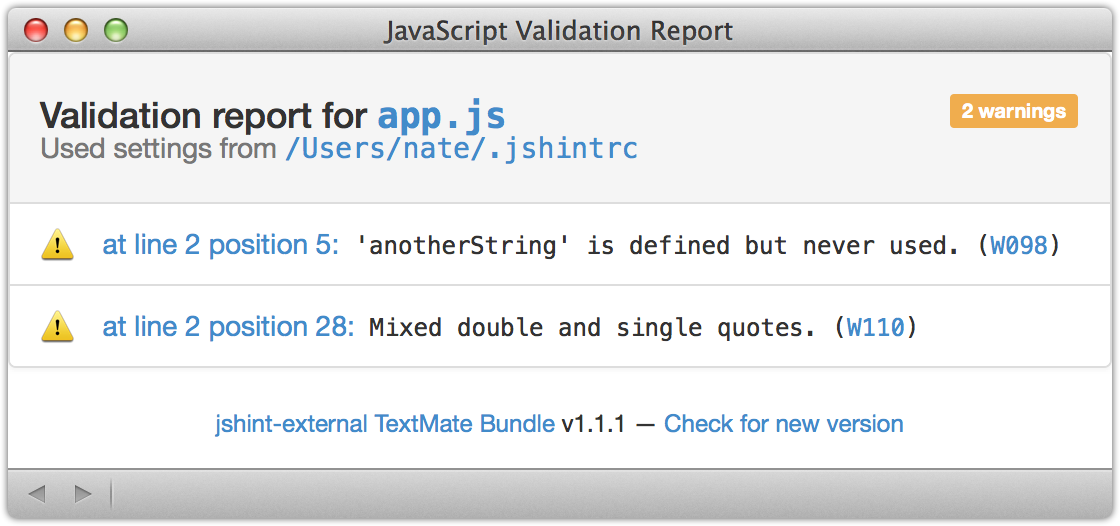 JavaScript Validation Report
Validation report for app.js
2 warnings
Used settings from /Users/nate/.jshintrc
at line 2 position 5: 'anotherString' is defined but never used. (W098)
at line 2 position 28: Mixed double and single quotes. (W110)
jshint-external TextMate Bundle v1.1.1 — Check for new version